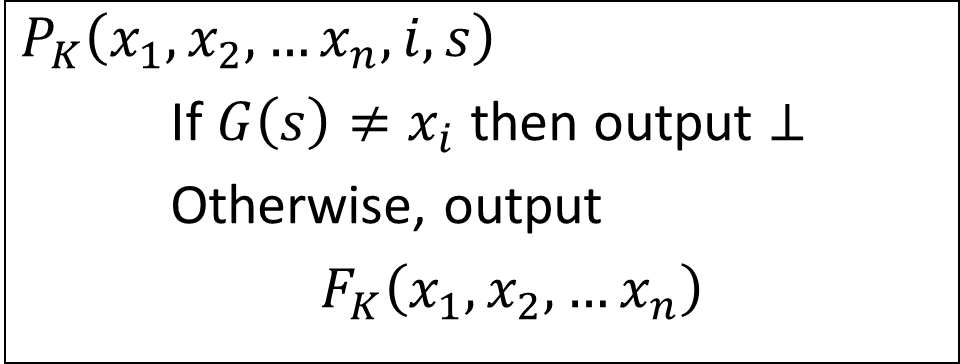 P_K(x_1, x_2, … x_n, i, s)
If G(s) ≠ x_i then output ⊥
Otherwise, output
F_K(x_1, x_2, … x_n)